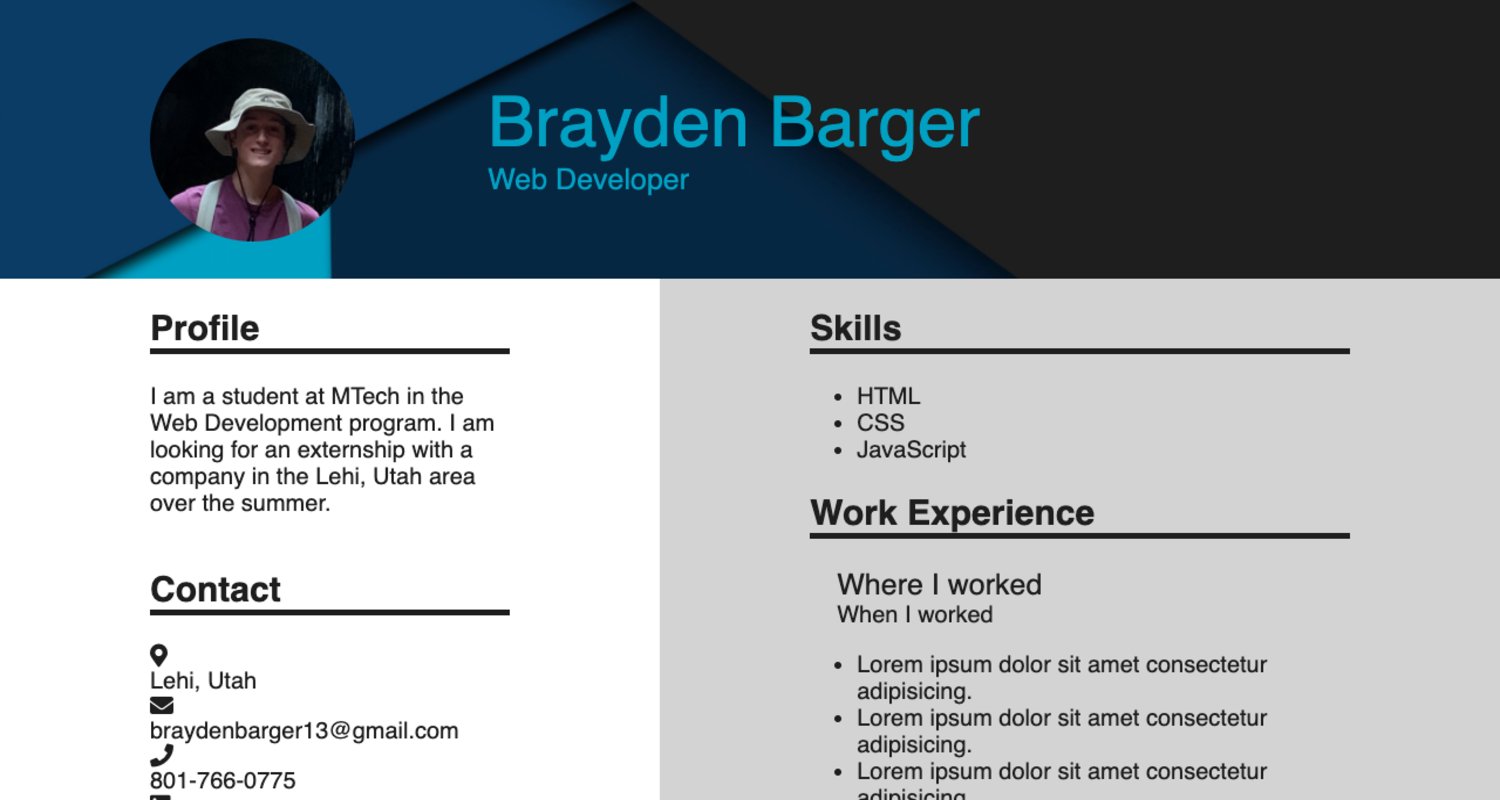 Brayden Barger
Web Developer
Profile
I am a student at MTech in the
Web Development program. I am
looking for an externship with a
company in the Lehi, Utah area
over the summer.
Contact
Lehi, Utah
braydenbarger13@gmail.com
801-766-0775
Skills
HTML
CSS
JavaScript
Work Experience
Where I worked
When I worked
Lorem ipsum dolor sit amet consectetur
adipisicing.
Lorem ipsum dolor sit amet consectetur
adipisicing.
Lorem ipsum dolor sit amet consectetur
adipisicing.